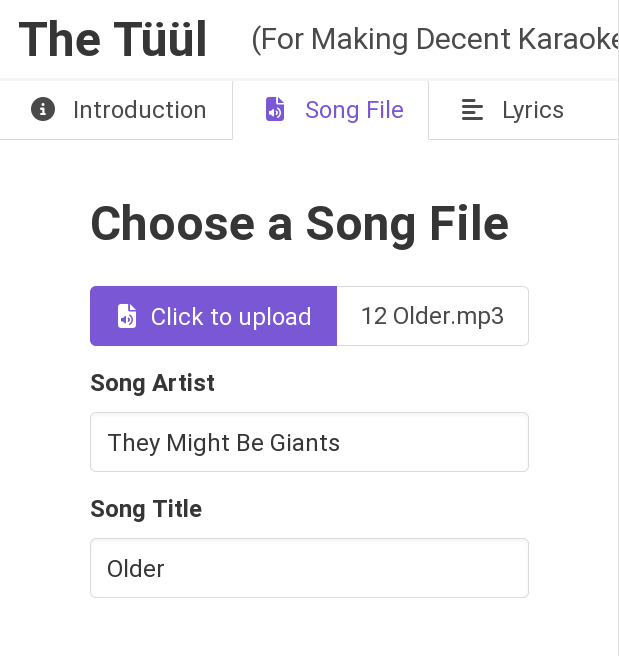 The Tüül (For Making Decent Karaoke
Introduction Song File Lyrics
Choose a Song File
Click to upload 12 Older.mp3
Song Artist
They Might Be Giants
Song Title
Older